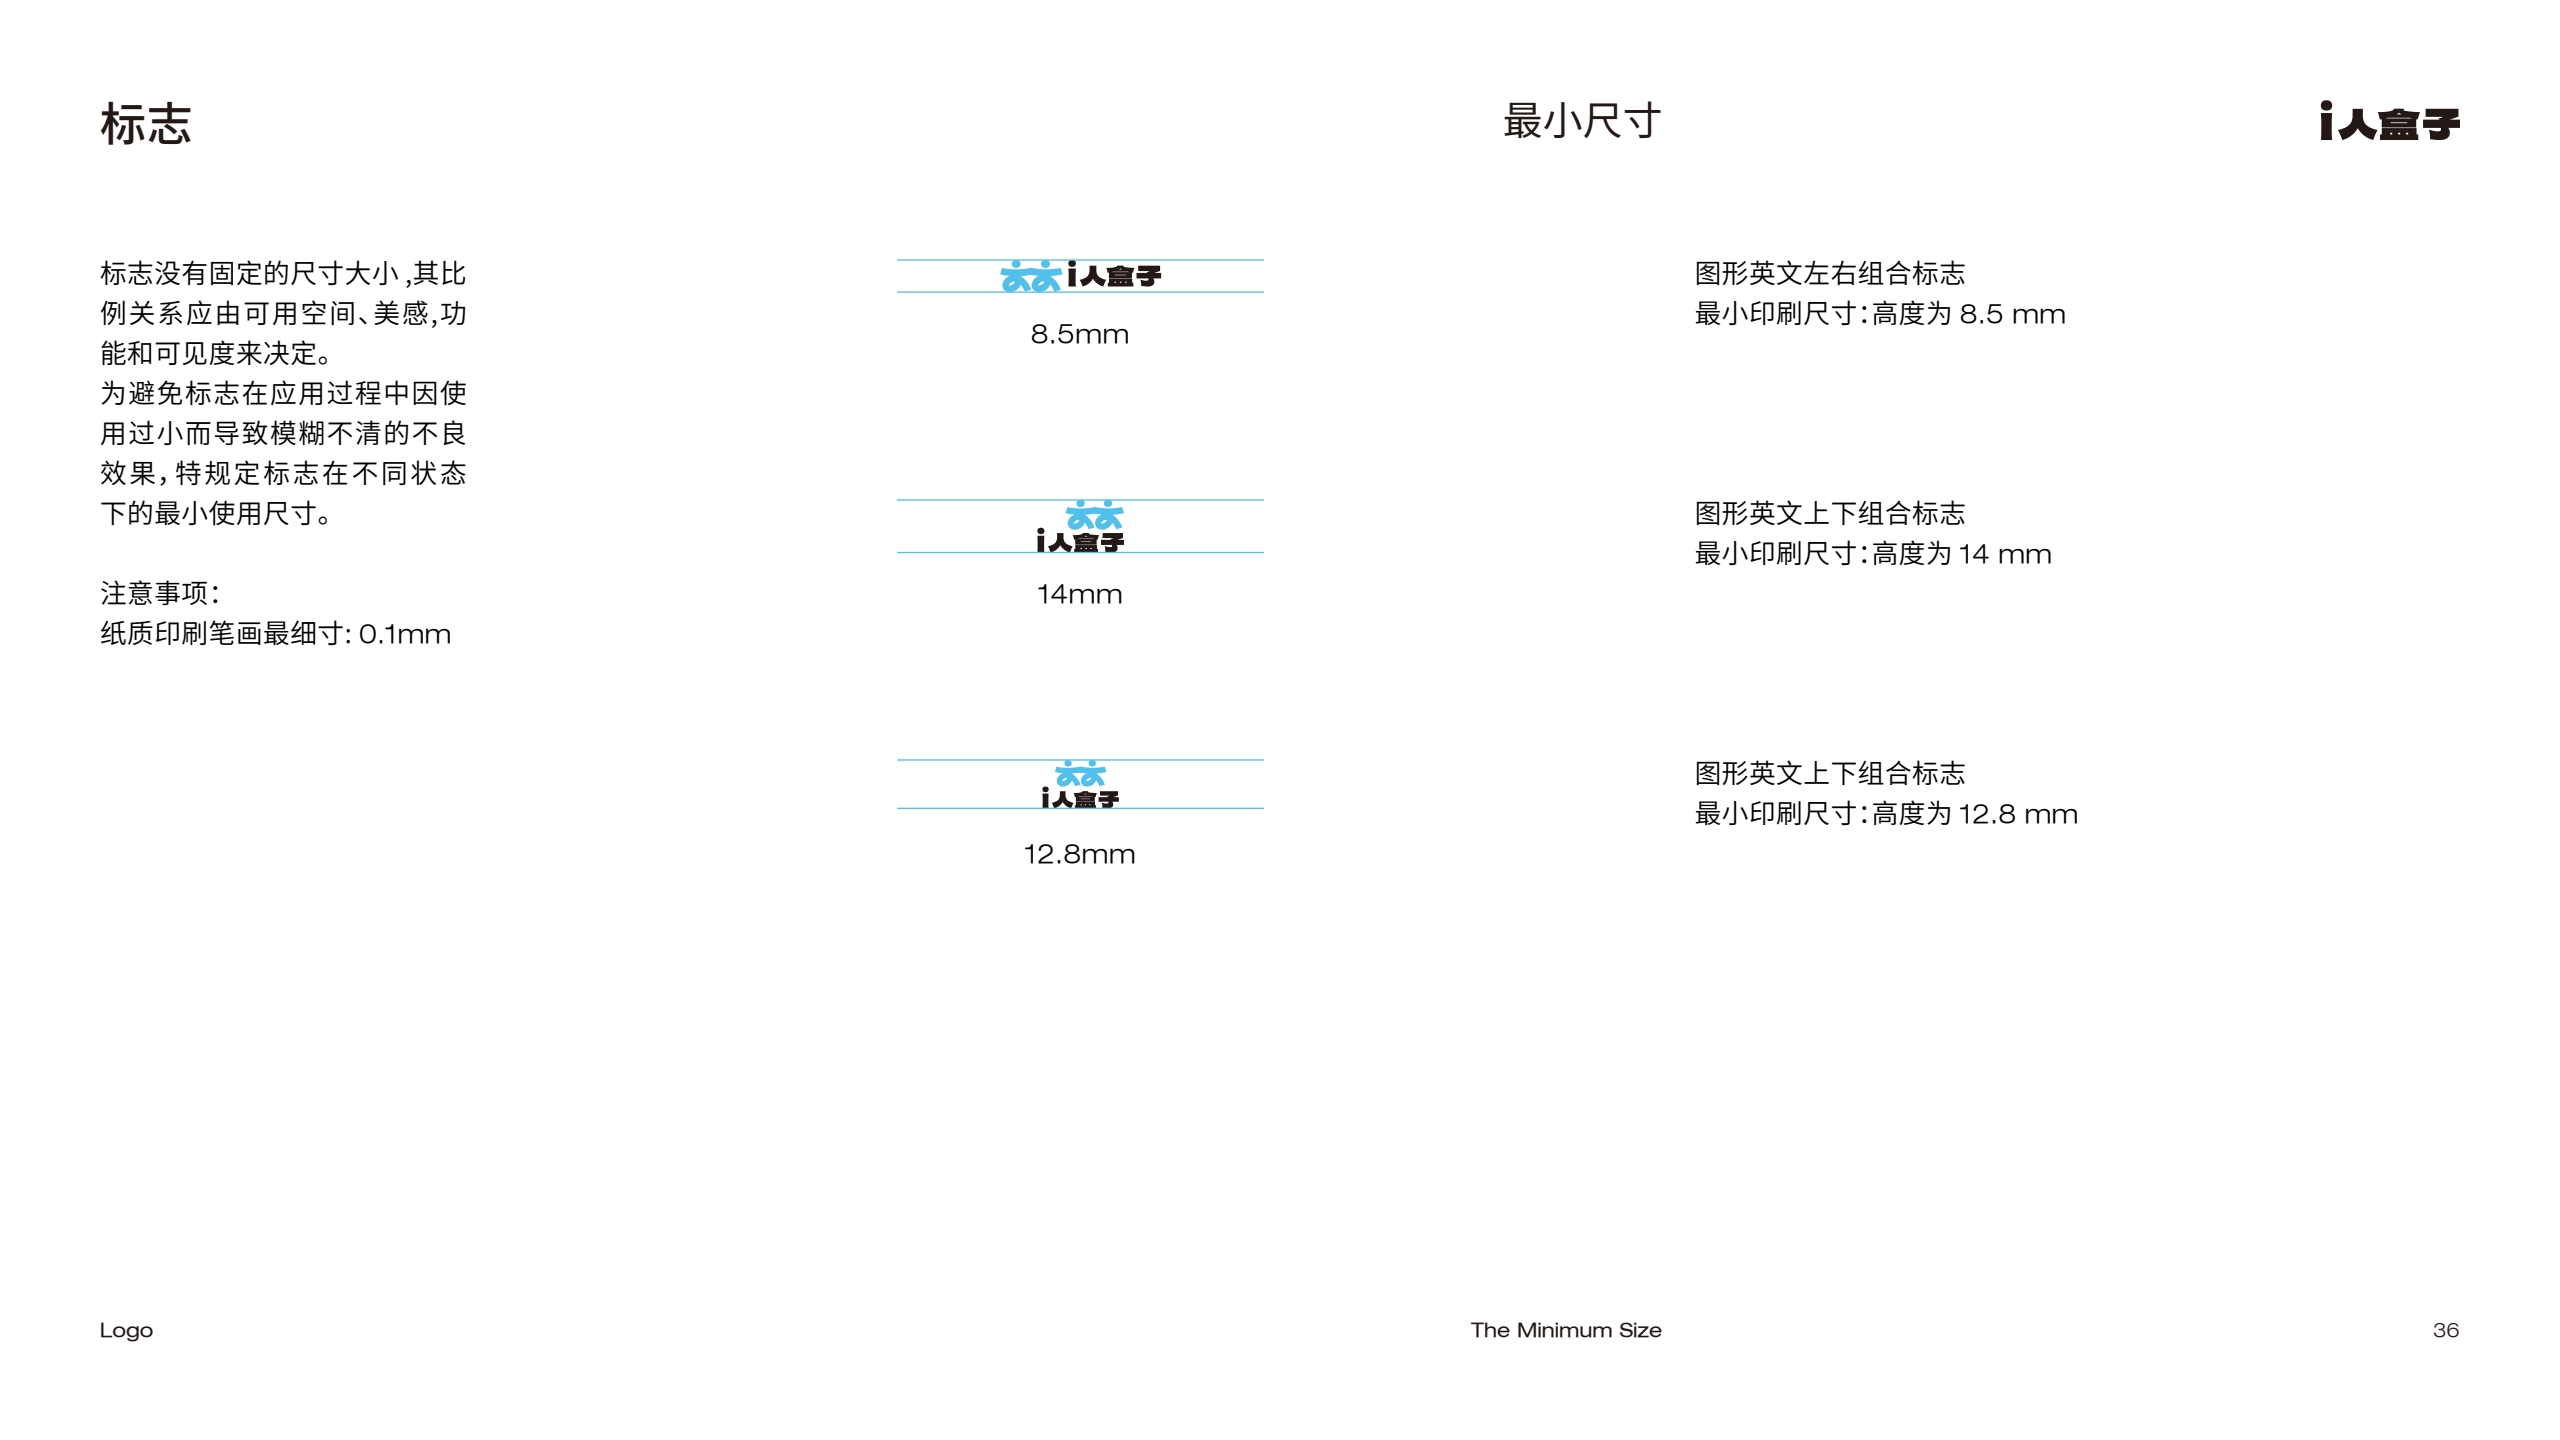 标志
最小尺寸
i人盒子
标志没有固定的尺寸大小,其比
例关系应由可用空间、美感,功
能和可见度来决定。
为避免标志在应用过程中因使
用过小而导致模糊不清的不良
效果，特规定标志在不同状态
下的最小使用尺寸。
注意事项：
纸质印刷笔画最细寸: 0.1mm
i人盒子
8.5mm
图形英文左右组合标志
最小印刷尺寸：高度为 8.5 mm
i人盒子
14mm
图形英文上下组合标志
最小印刷尺寸：高度为 14 mm
i人盒子
12.8mm
图形英文上下组合标志
最小印刷尺寸：高度为 12.8 mm
Logo
The Minimum Size
36